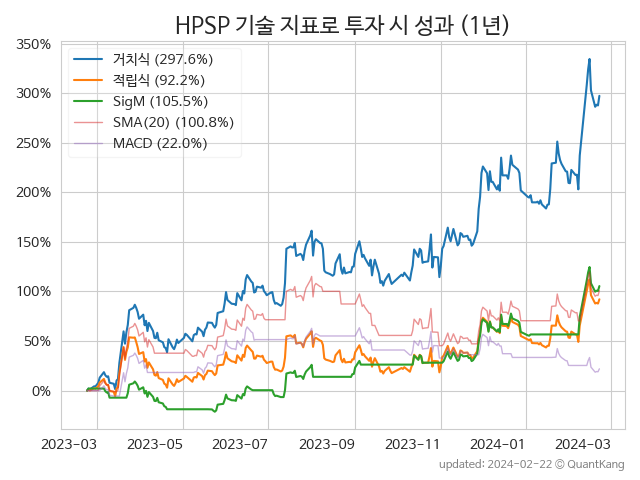 HPSP 기술 지표로 투자 시 성과 (1년)
350%
300%
250%
200%
150%
100%
50%
0%
거치식 (297.6%)
적립식 (92.2%)
SigM (105.5%)
SMA(20) (100.8%)
MACD (22.0%)
2023-03 2023-05 2023-07 2023-09 2023-11 2024-01 2024-03
updated: 2024-02-22 © QuantKang